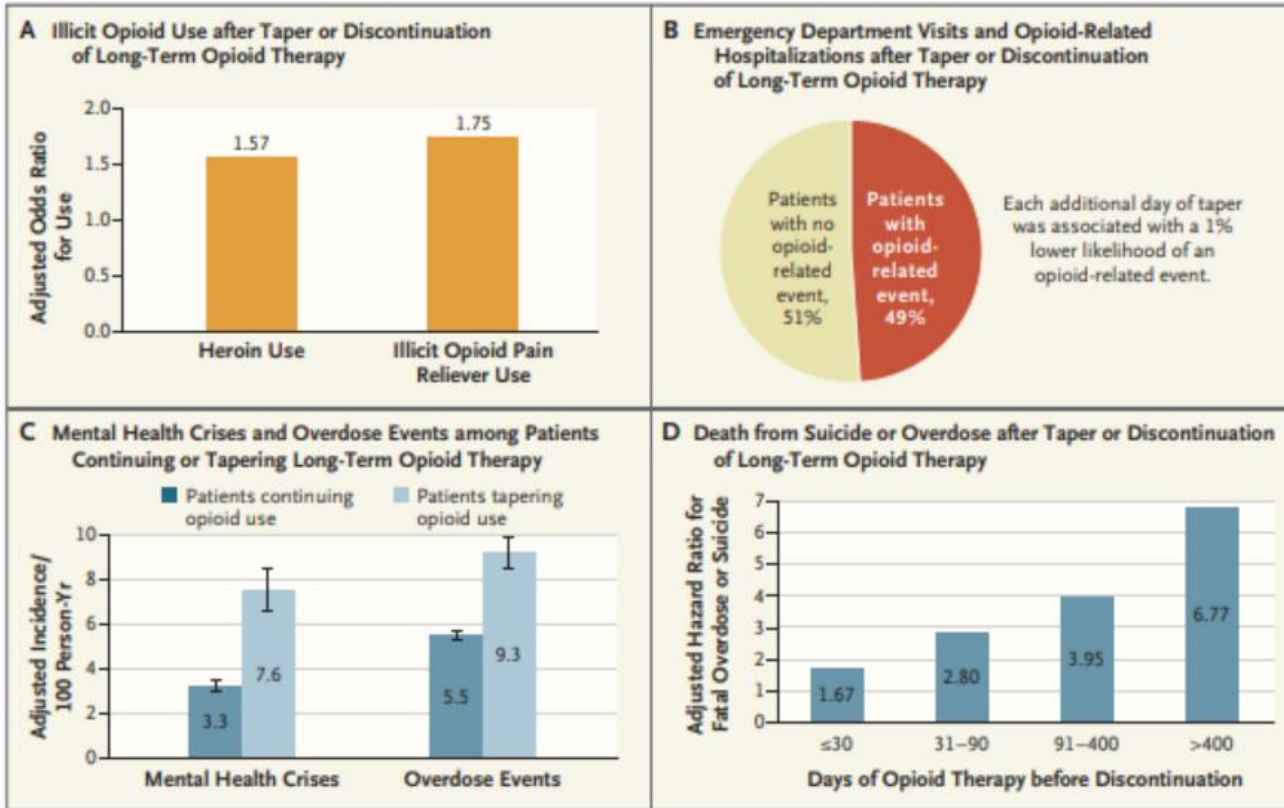 A Illicit Opioid Use after Taper or Discontinuation
of Long-Term Opioid Therapy
Adjusted Odds Ratio
for Use
2.0
1.5
1.0
0.5
0.0
1.57
1.75
Heroin Use
Illicit Opioid Pain
Reliever Use
B Emergency Department Visits and Opioid-Related
Hospitalizations after Taper or Discontinuation
of Long-Term Opioid Therapy
Patients
with no
opioid-
related
event,
51%
Patients
with
opioid-
related
event,
49%
Each additional day of taper
was associated with a 1%
lower likelihood of an
opioid-related event.
C Mental Health Crises and Overdose Events among Patients
Continuing or Tapering Long-Term Opioid Therapy
Patients continuing
opioid use
Patients tapering
opioid use
Adjusted Incidence/
100 Person-Yr
10
8
6
4
2
0
3.3
7.6
5.5
9.3
Mental Health Crises
Overdose Events
D Death from Suicide or Overdose after Taper or Discontinuation
of Long-Term Opioid Therapy
Adjusted Hazard Ratio for
Fatal Overdose or Suicide
7
6
5
4
3
2
1
0
1.67
2.80
3.95
6.77
≤30
31–90
91–400
>400
Days of Opioid Therapy before Discontinuation